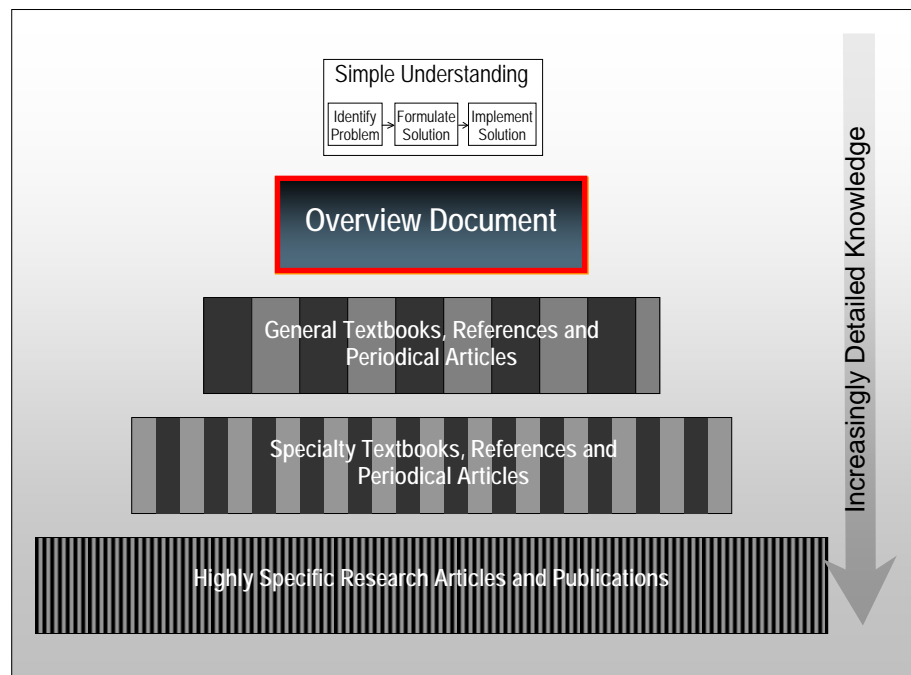 Simple Understanding
Identify
Problem
Formulate
Solution
Implement
Solution
Overview Document
General Textbooks, References and
Periodical Articles
Specialty Textbooks, References and
Periodical Articles
Highly Specific Research Articles and Publications
Increasingly Detailed Knowledge